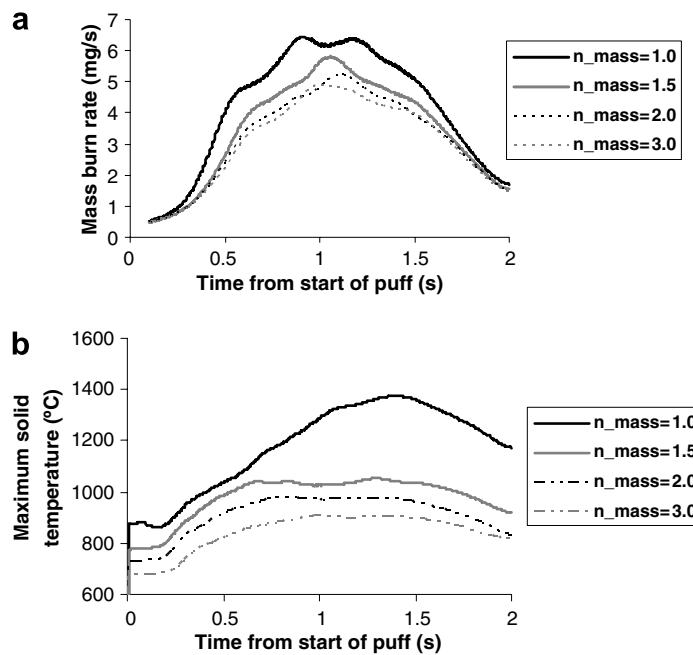 a
Mass burn rate (mg/s)
7
6
5
4
3
2
1
0
0 0.5 1 1.5 2
Time from start of puff (s)
n_mass=1.0
n_mass=1.5
n_mass=2.0
n_mass=3.0
b
Maximum solid
temperature (ºC)
1600
1400
1200
1000
800
600
0 0.5 1 1.5 2
Time from start of puff (s)
n_mass=1.0
n_mass=1.5
n_mass=2.0
n_mass=3.0